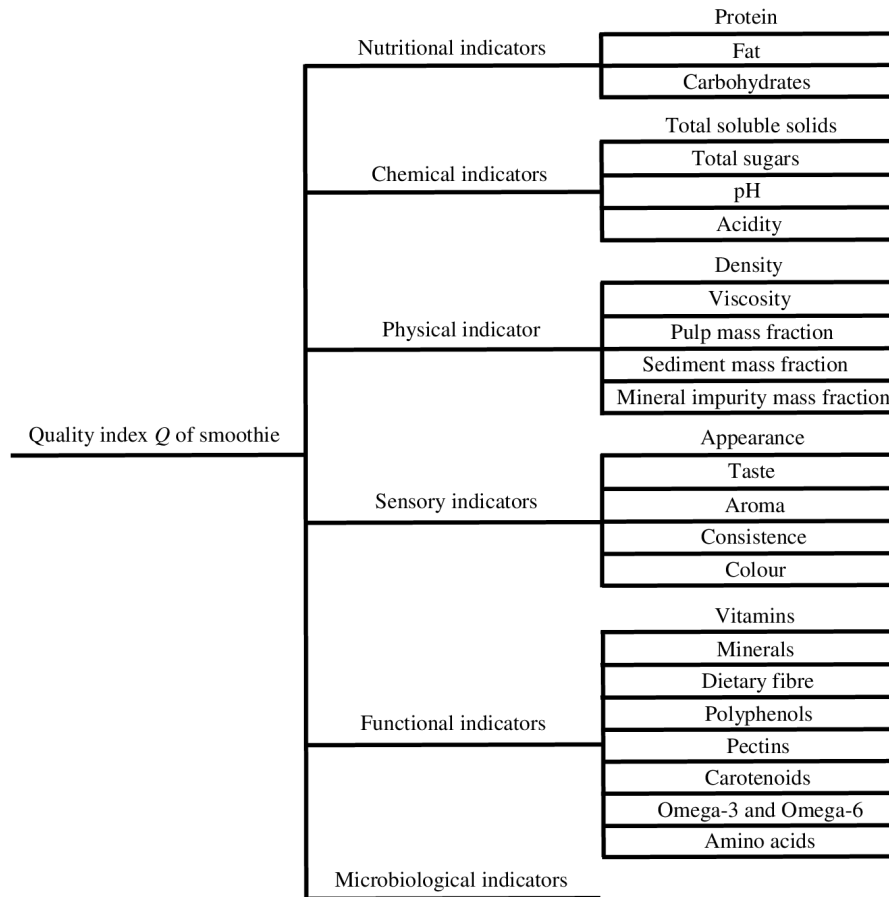 Quality index Q of smoothie
Nutritional indicators
Protein
Fat
Carbohydrates
Chemical indicators
Total soluble solids
Total sugars
pH
Acidity
Physical indicator
Density
Viscosity
Pulp mass fraction
Sediment mass fraction
Mineral impurity mass fraction
Sensory indicators
Appearance
Taste
Aroma
Consistence
Colour
Functional indicators
Vitamins
Minerals
Dietary fibre
Polyphenols
Pectins
Carotenoids
Omega-3 and Omega-6
Amino acids
Microbiological indicators